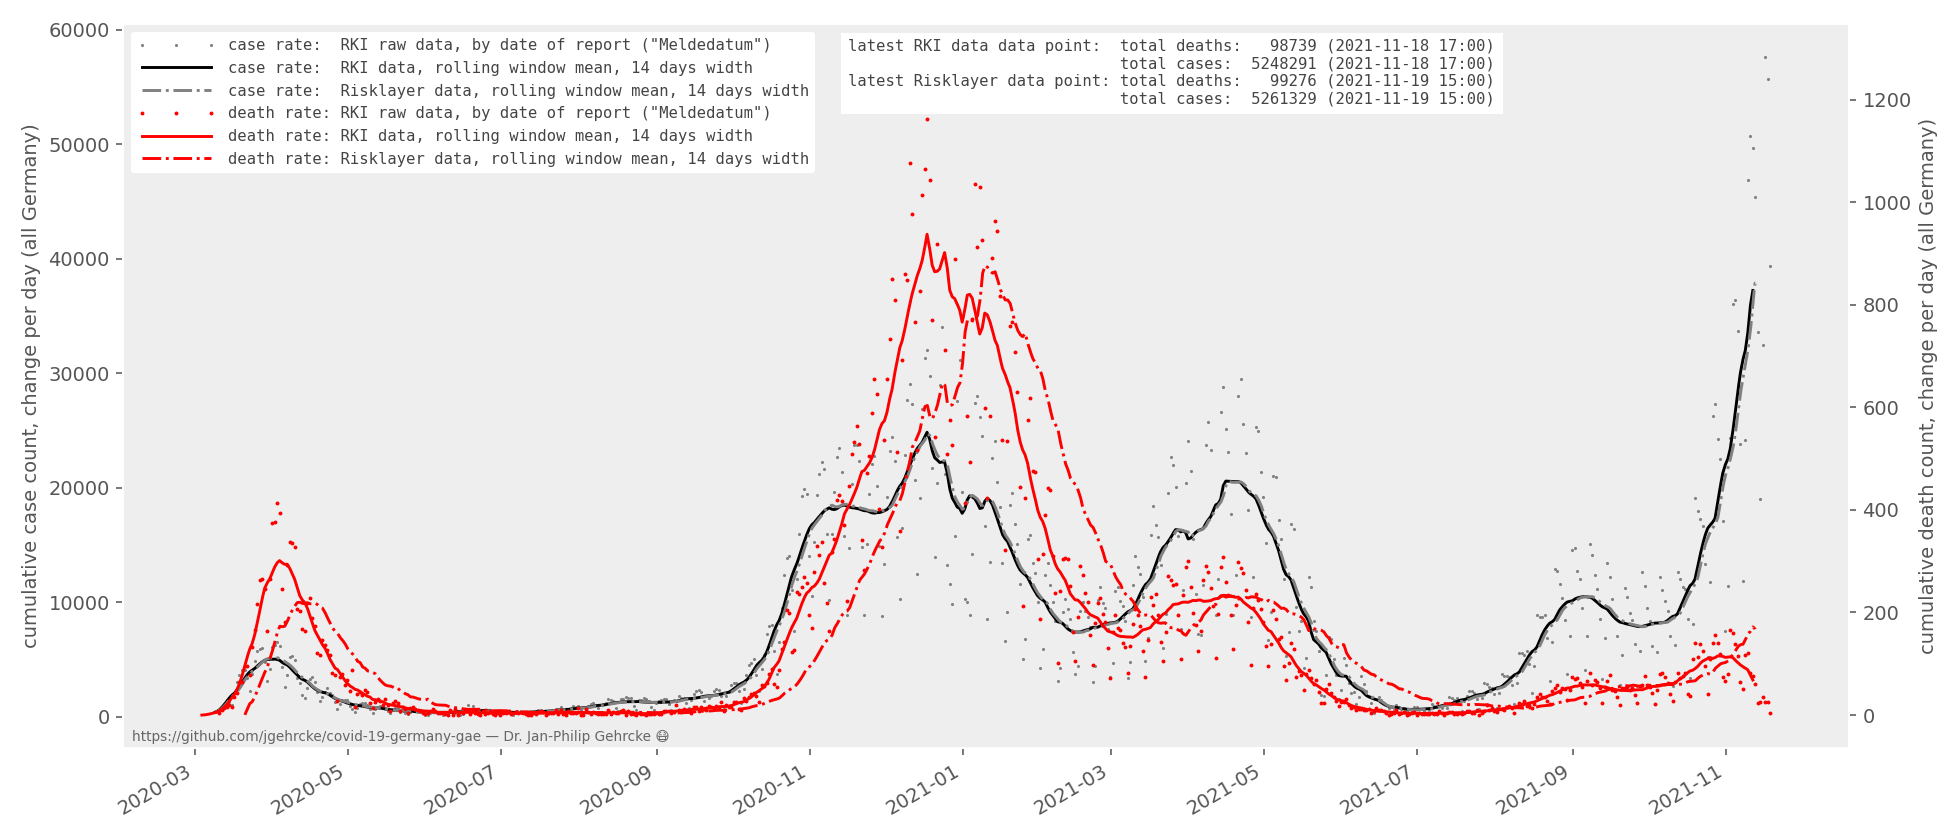 60000
50000
40000
30000
20000
10000
0
cumulative case count, change per day (all Germany)
case rate:  RKI raw data, by date of report ("Meldedatum")
case rate:  RKI data, rolling window mean, 14 days width
case rate:  Risklayer data, rolling window mean, 14 days width
death rate: RKI raw data, by date of report ("Meldedatum")
death rate: RKI data, rolling window mean, 14 days width
death rate: Risklayer data, rolling window mean, 14 days width
latest RKI data data point:  total deaths:   98739 (2021-11-18 17:00)
total cases:  5248291 (2021-11-18 17:00)
latest Risklayer data point: total deaths:   99276 (2021-11-19 15:00)
total cases:  5261329 (2021-11-19 15:00)
1200
1000
800
600
400
200
0
cumulative death count, change per day (all Germany)
https://github.com/jgehrcke/covid-19-germany-gae — Dr. Jan-Philip Gehrcke 😷
2020-03
2020-05
2020-07
2020-09
2020-11
2021-01
2021-03
2021-05
2021-07
2021-09
2021-11